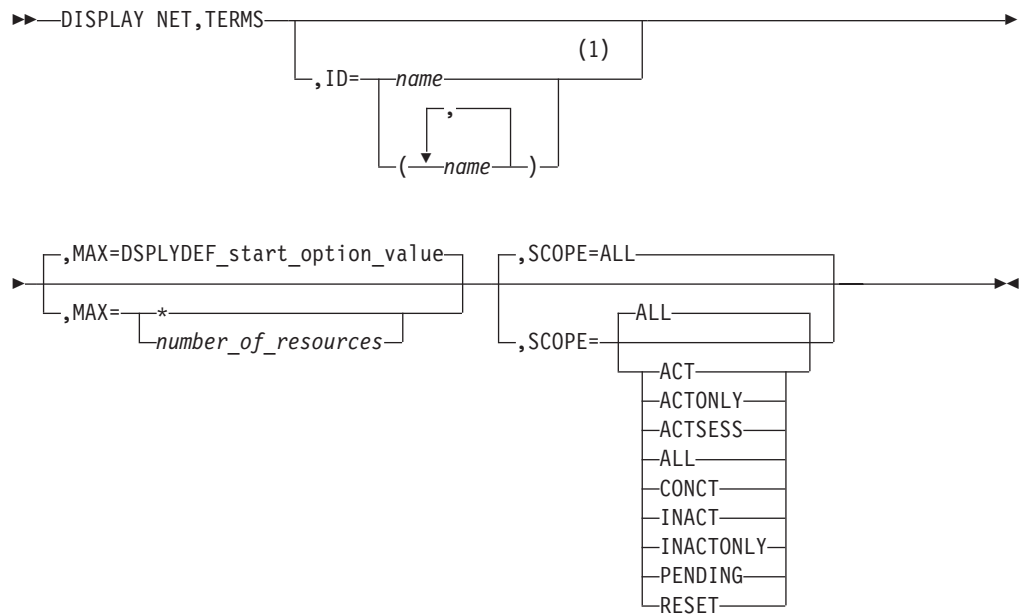 DISPLAY NET,TERMS
(1)
,ID= name
,
( name )
,MAX=DSPLYDEF_start_option_value ,SCOPE=ALL
,MAX= * ALL
number_of_resources ,SCOPE=
ACT
ACTONLY
ACTSESS
ALL
CONCT
INACT
INACTONLY
PENDING
RESET